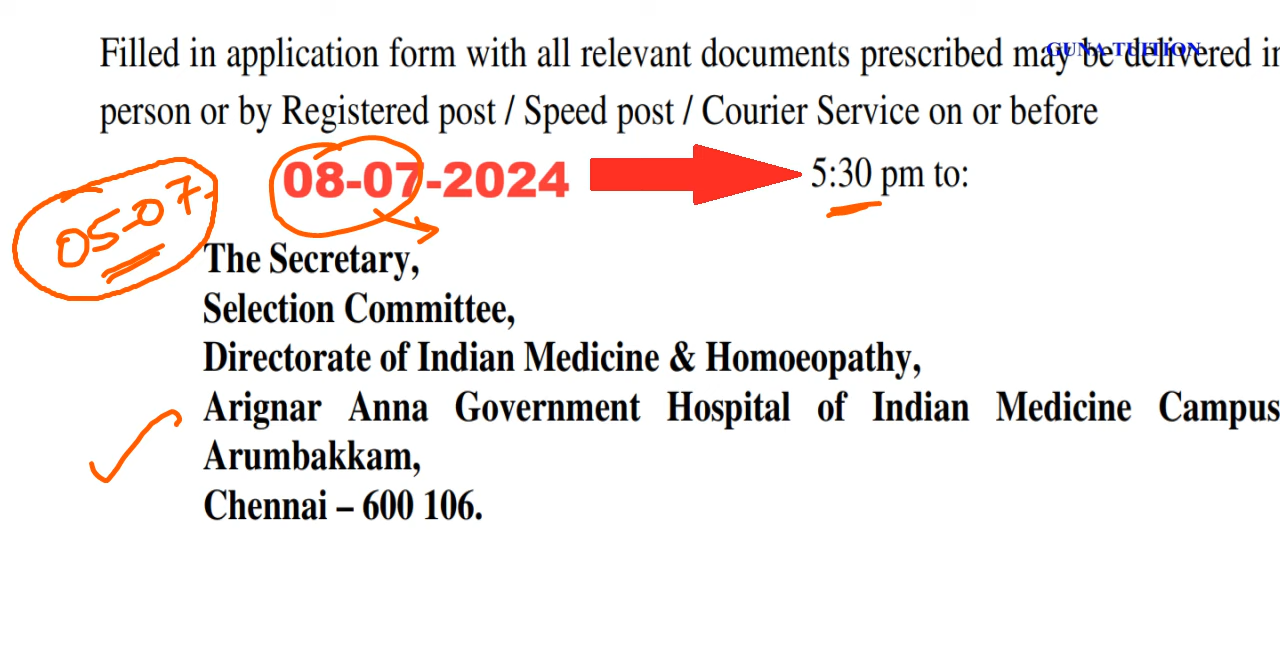 Filled in application form with all relevant documents prescribed may be delivered in
GUNA TUITION
person or by Registered post / Speed post / Courier Service on or before
08-07-2024 5:30 pm to:
05-07-
The Secretary,
Selection Committee,
Directorate of Indian Medicine & Homoeopathy,
Arignar Anna Government Hospital of Indian Medicine Campus
Arumbakkam,
Chennai – 600 106.